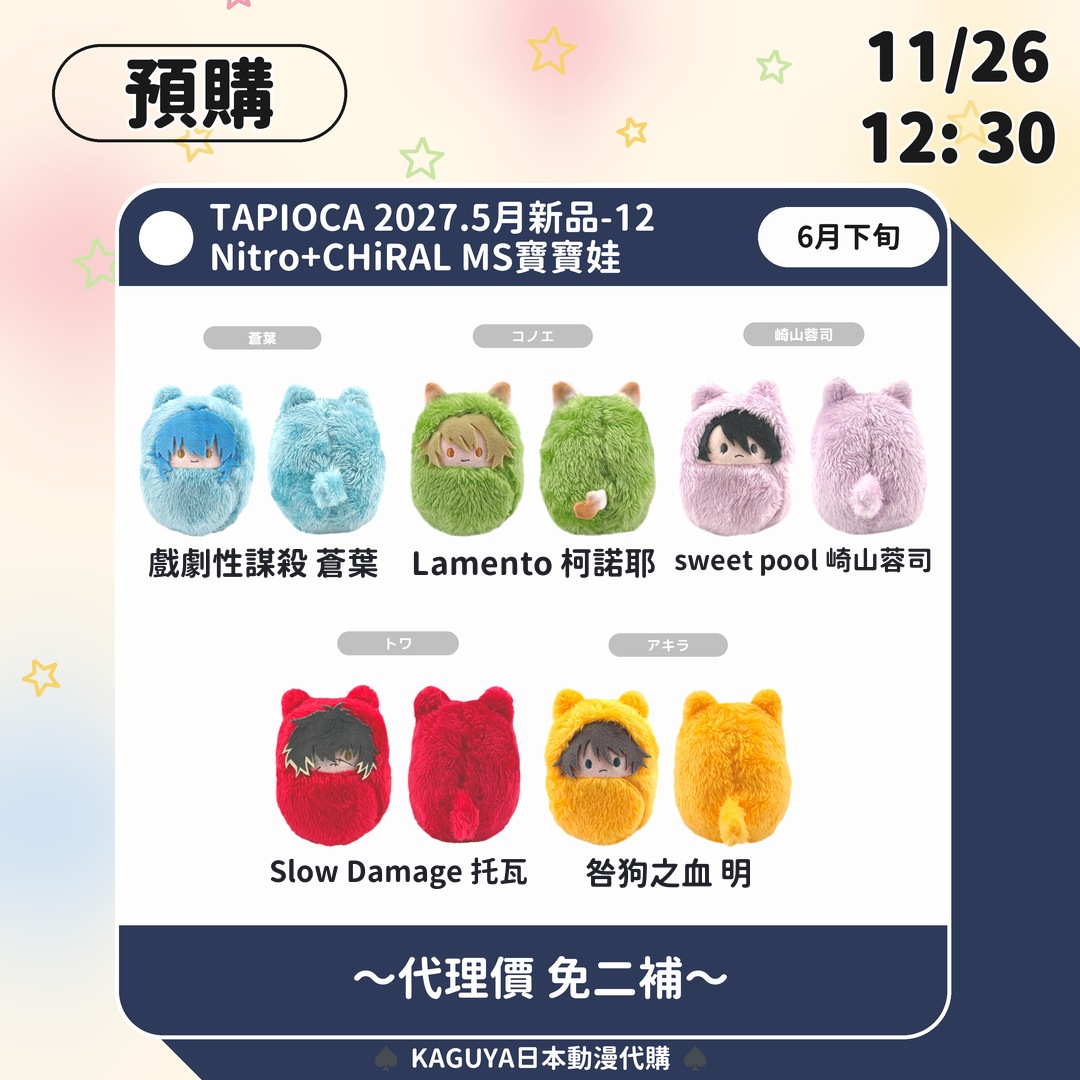 預購
11/26
12: 30
TAPIOCA 2027.5月新品-12
Nitro+CHiRAL MS寶寶娃
6月下旬
蒼葉
コノエ
崎山蓉司
戲劇性謀殺 蒼葉
Lamento 柯諾耶
sweet pool 崎山蓉司
トワ
アキラ
Slow Damage 托瓦
咎狗之血 明
～代理價 免二補～
♠ KAGUYA日本動漫代購 ♠